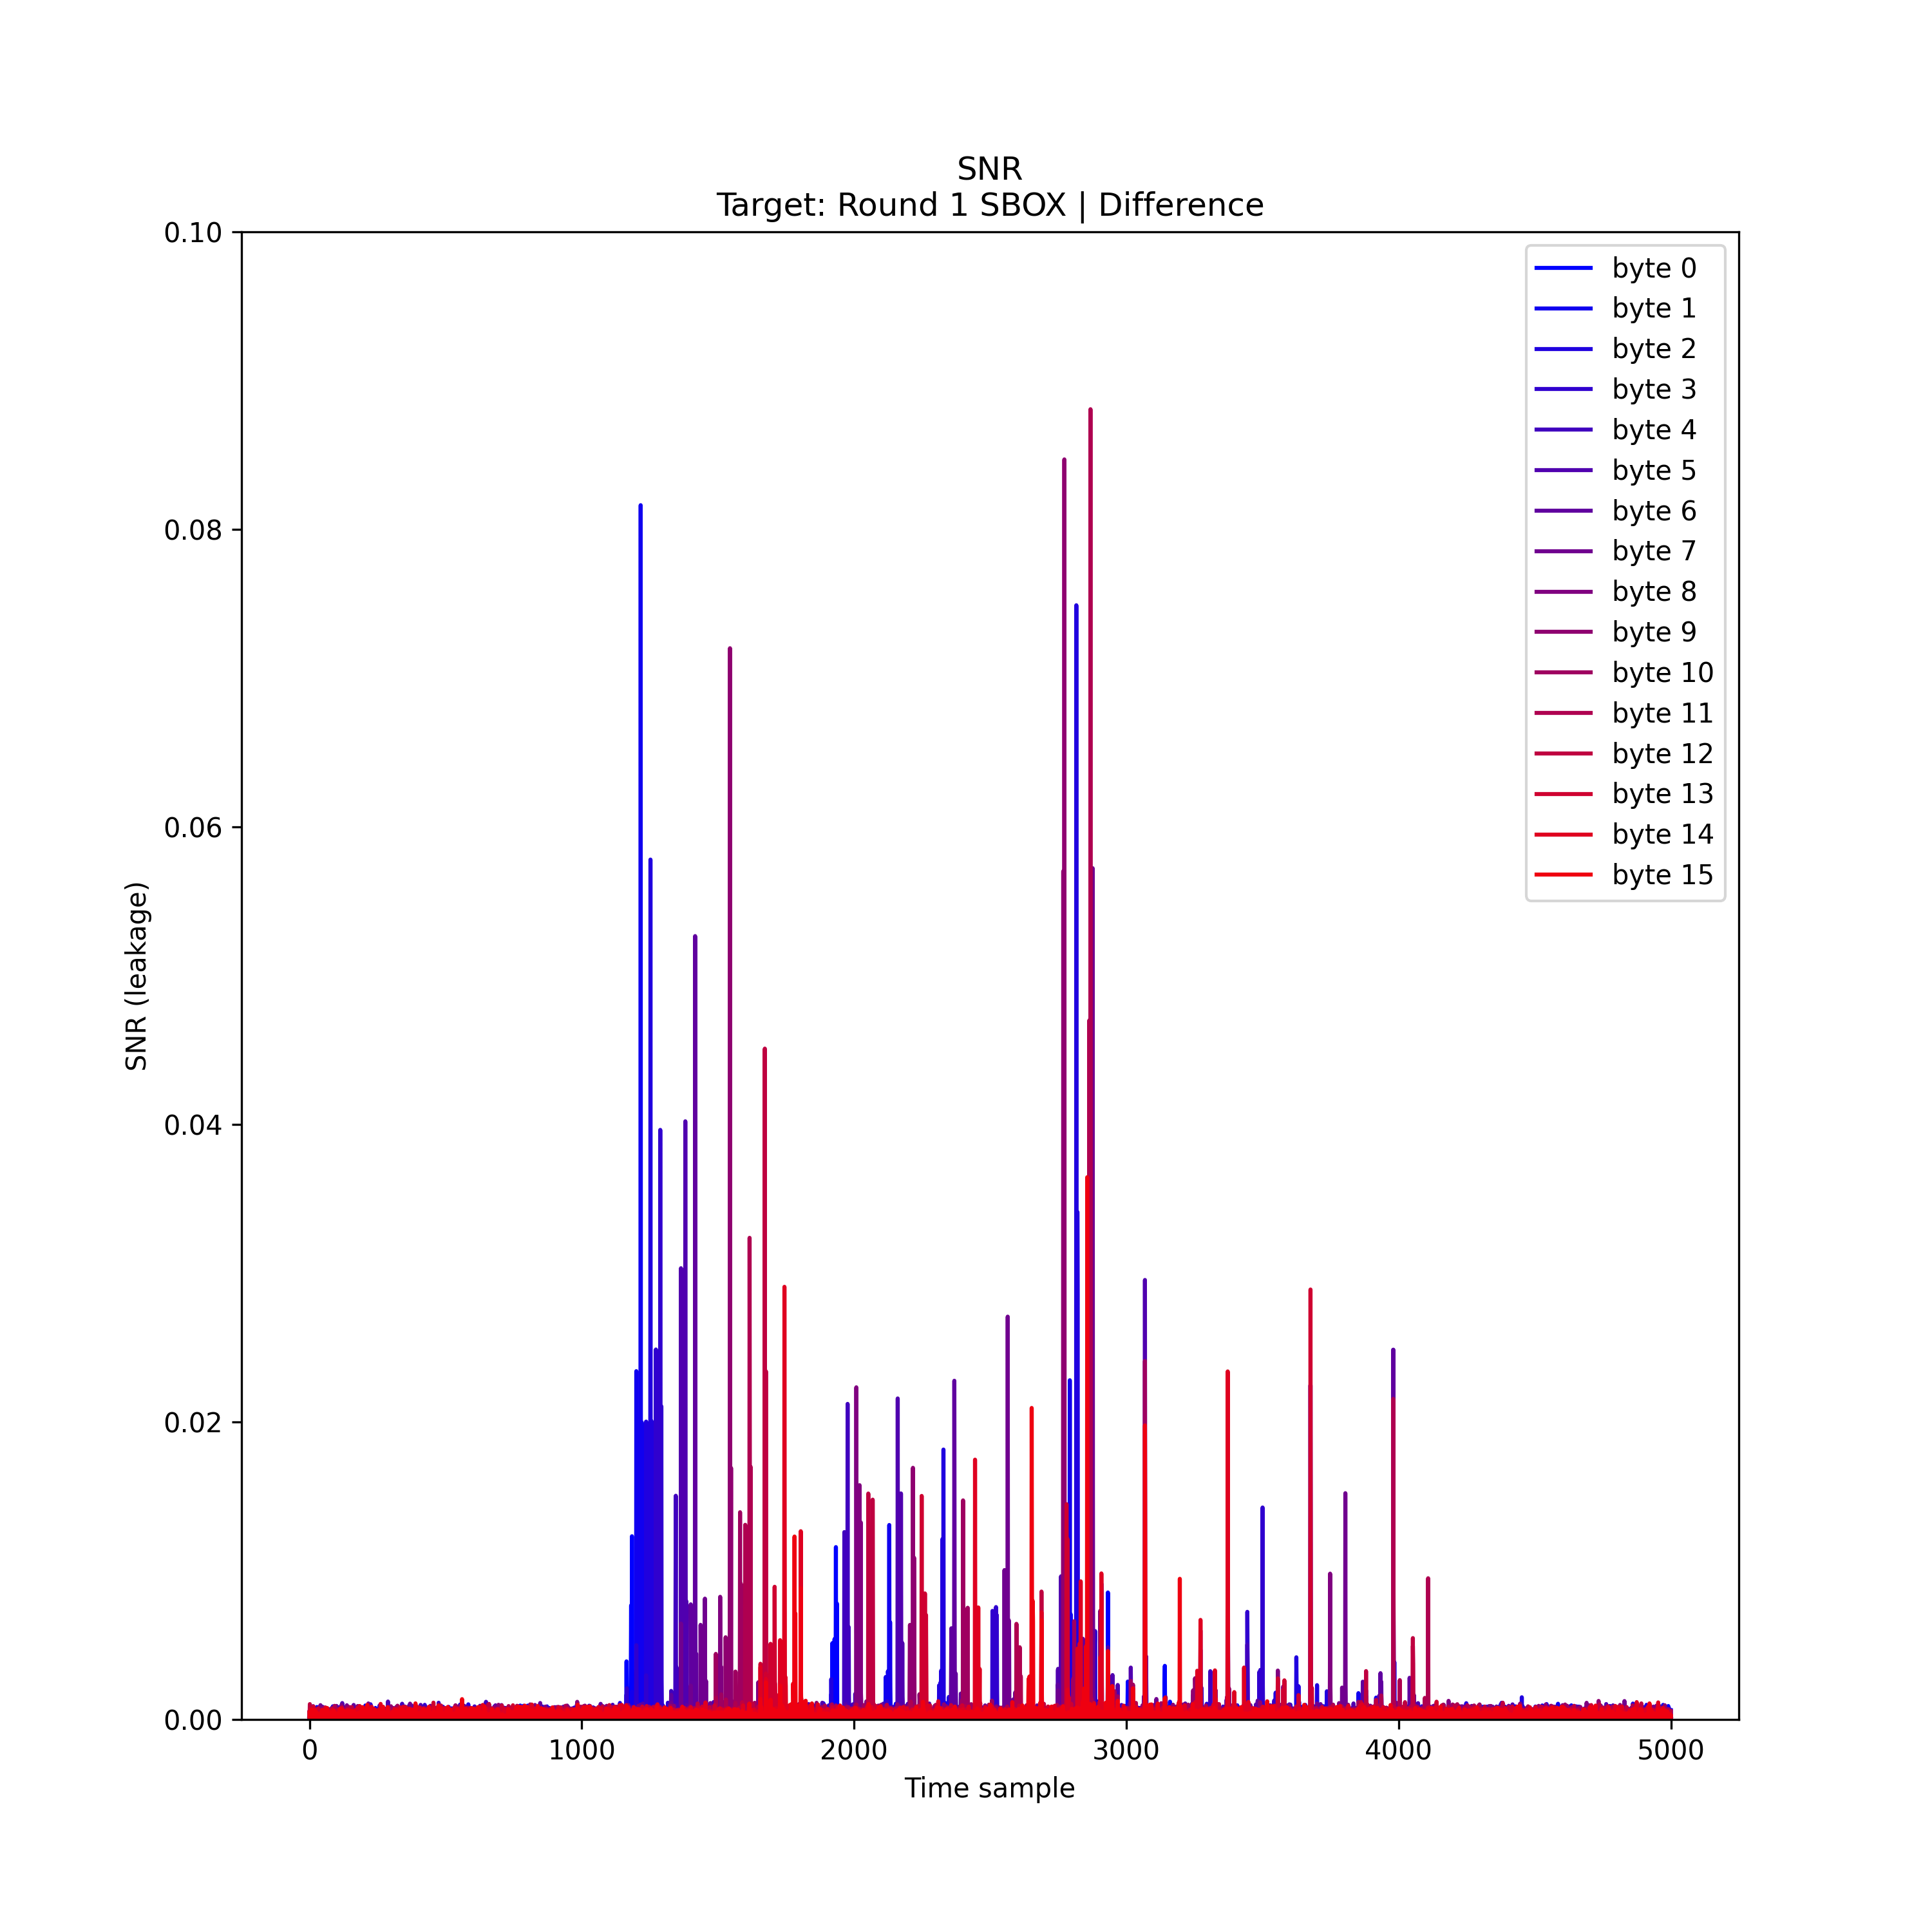 SNR
Target: Round 1 SBOX | Difference
0.10
0.08
0.06
0.04
0.02
0.00
SNR (leakage)
byte 0
byte 1
byte 2
byte 3
byte 4
byte 5
byte 6
byte 7
byte 8
byte 9
byte 10
byte 11
byte 12
byte 13
byte 14
byte 15
0 1000 2000 3000 4000 5000
Time sample